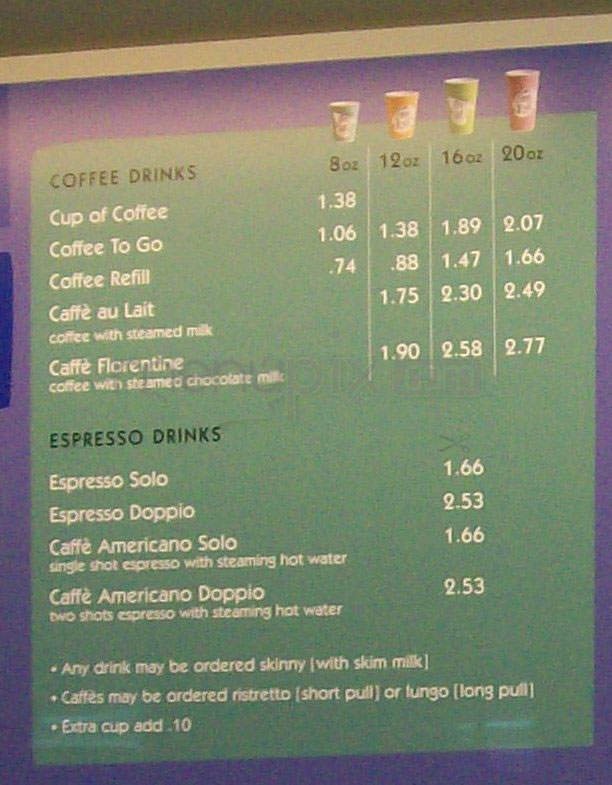 8oz 12oz 16oz 20oz
COFFEE DRINKS
Cup of Coffee 1.38
Coffee To Go 1.06 1.38 1.89 2.07
Coffee Refill .74 .88 1.47 1.66
Caffè au Lait 1.75 2.30 2.49
coffee with steamed milk
Caffè Florentine 1.90 2.58 2.77
coffee with steamed chocolate milk
ESPRESSO DRINKS
Espresso Solo 1.66
Espresso Doppio 2.53
Caffè Americano Solo 1.66
single shot espresso with steaming hot water
Caffè Americano Doppio 2.53
two shots espresso with steaming hot water
• Any drink may be ordered skinny [with skim milk]
• Caffès may be ordered ristretto [short pull] or lungo [long pull]
• Extra cup add .10